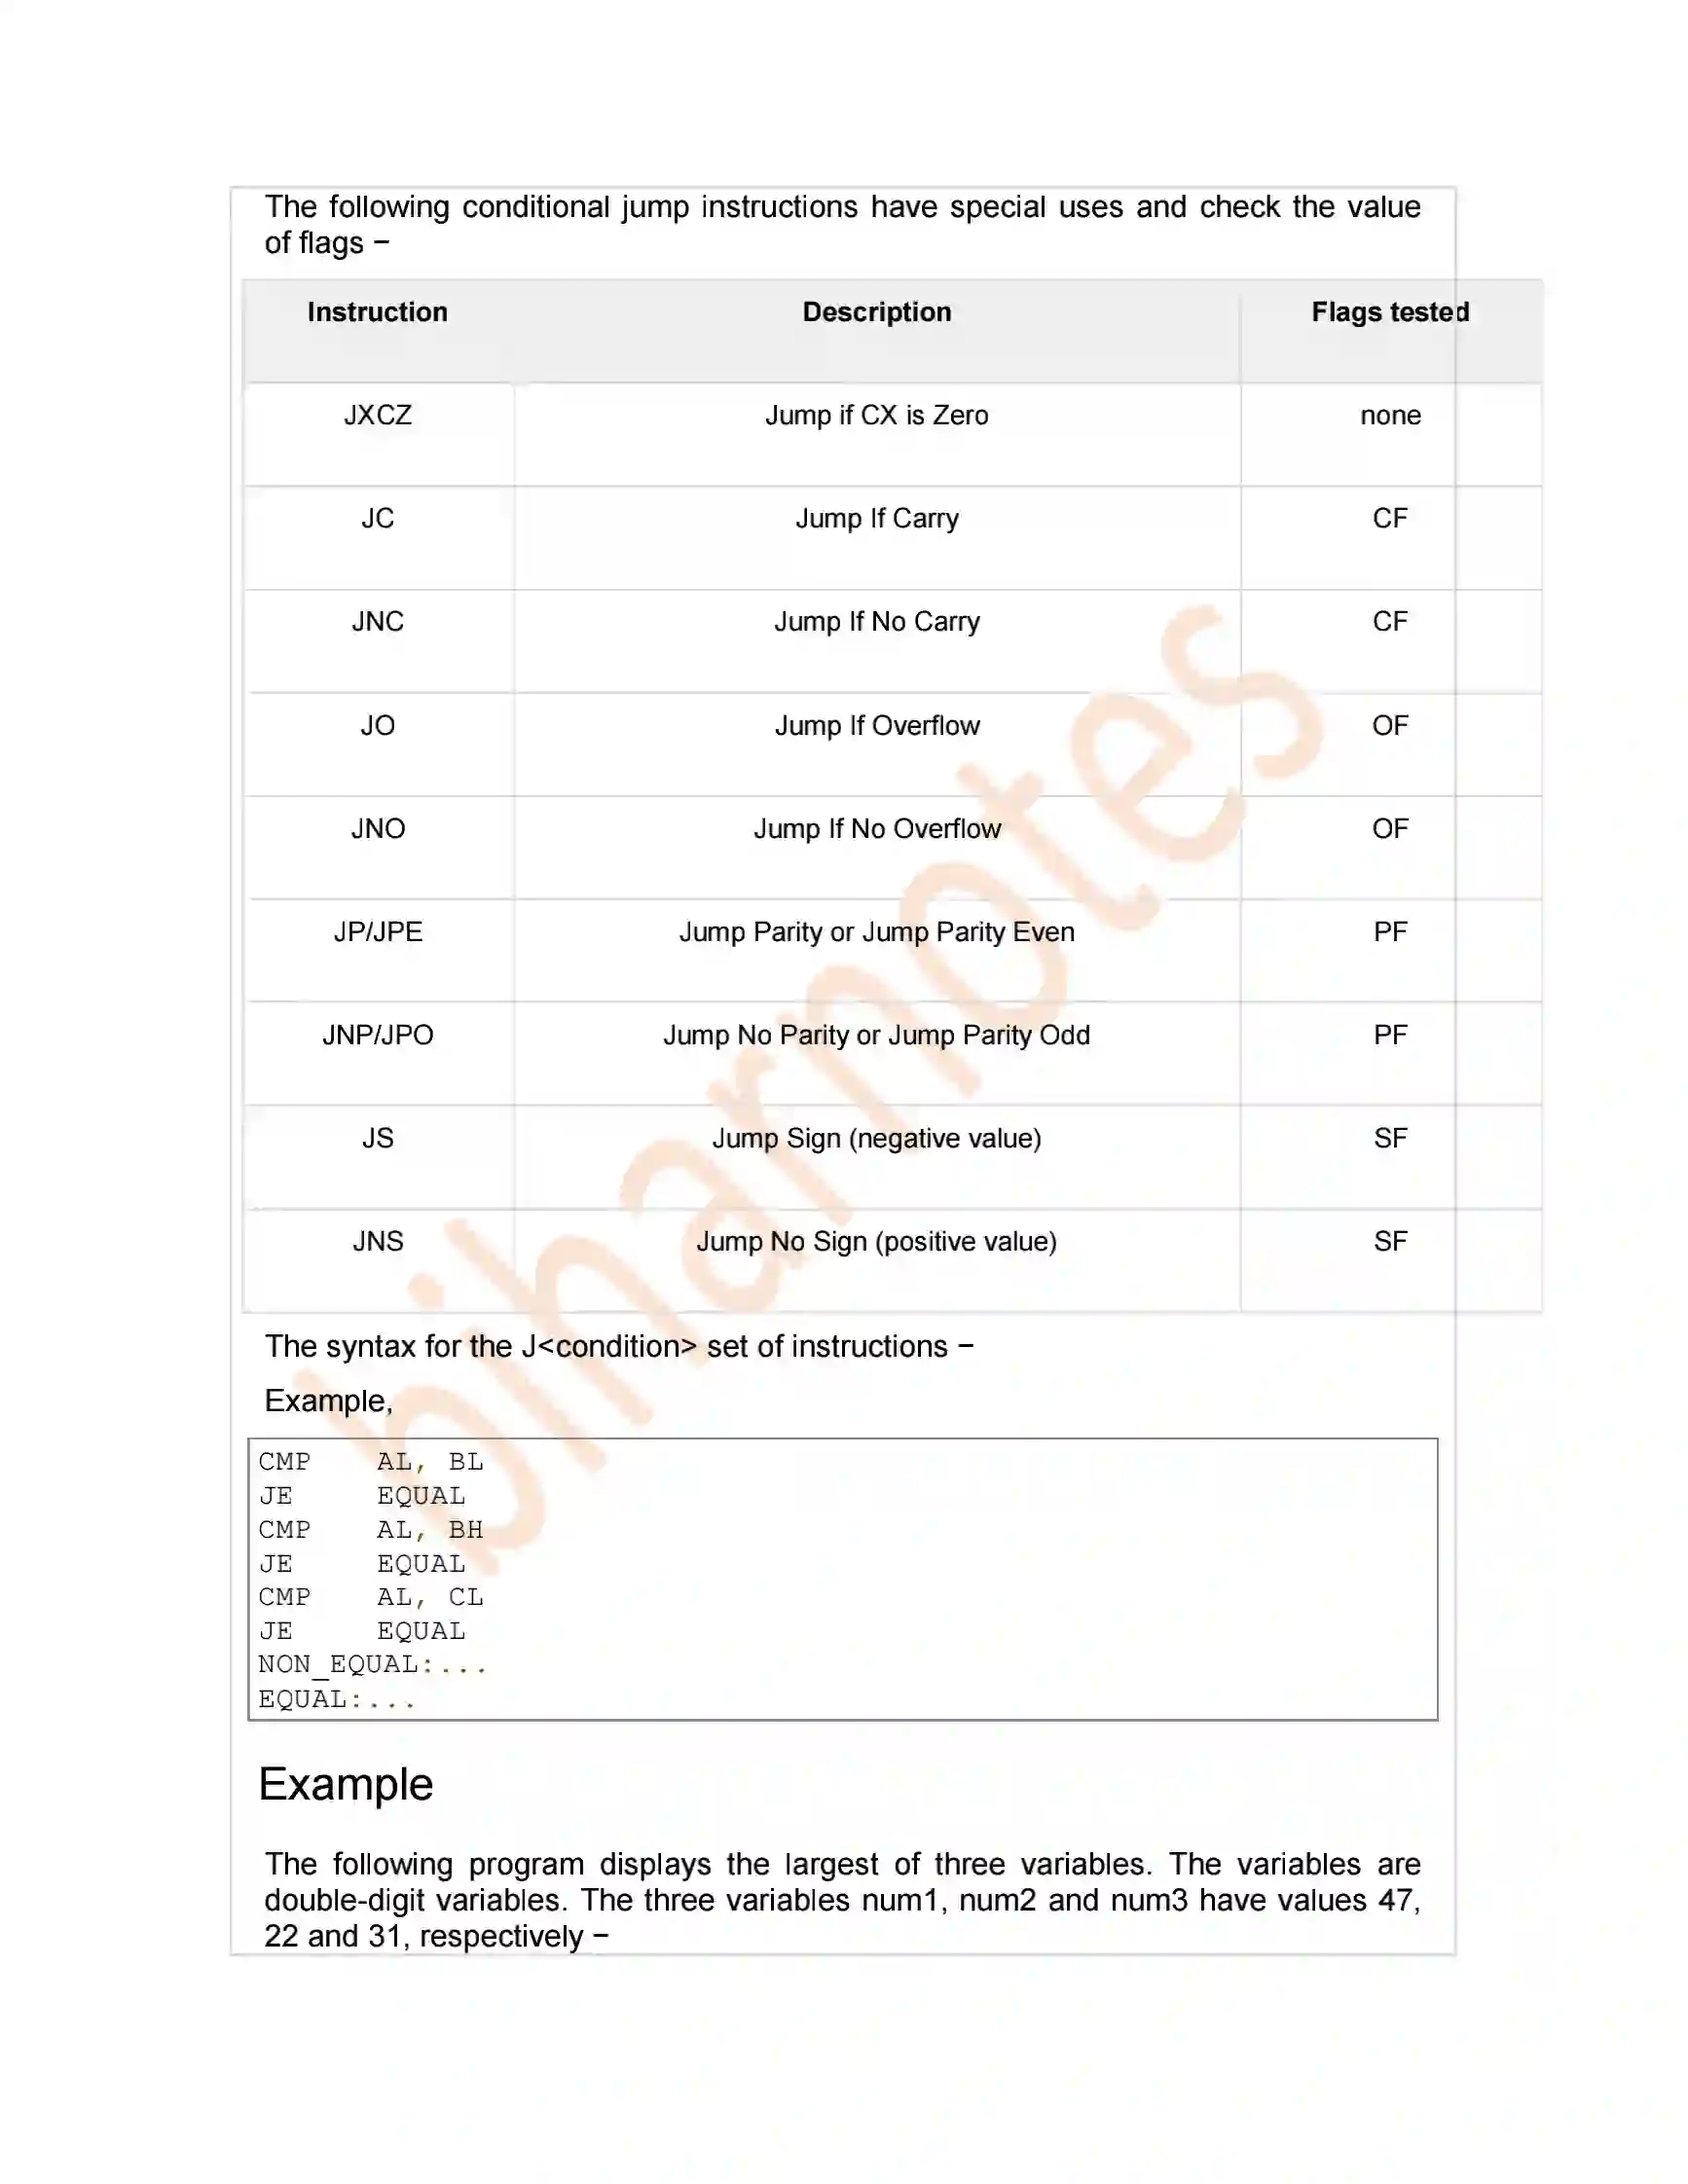 The following conditional jump instructions have special uses and check the value
of flags −
Instruction Description Flags tested
JXCZ Jump if CX is Zero none
JC Jump If Carry CF
JNC Jump If No Carry CF
JO Jump If Overflow OF
JNO Jump If No Overflow OF
JP/JPE Jump Parity or Jump Parity Even PF
JNP/JPO Jump No Parity or Jump Parity Odd PF
JS Jump Sign (negative value) SF
JNS Jump No Sign (positive value) SF
biharnotes
The syntax for the J<condition> set of instructions −
Example,
CMP AL, BL
JE EQUAL
CMP AL, BH
JE EQUAL
CMP AL, CL
JE EQUAL
NON_EQUAL:...
EQUAL:...
Example
The following program displays the largest of three variables. The variables are
double-digit variables. The three variables num1, num2 and num3 have values 47,
22 and 31, respectively −